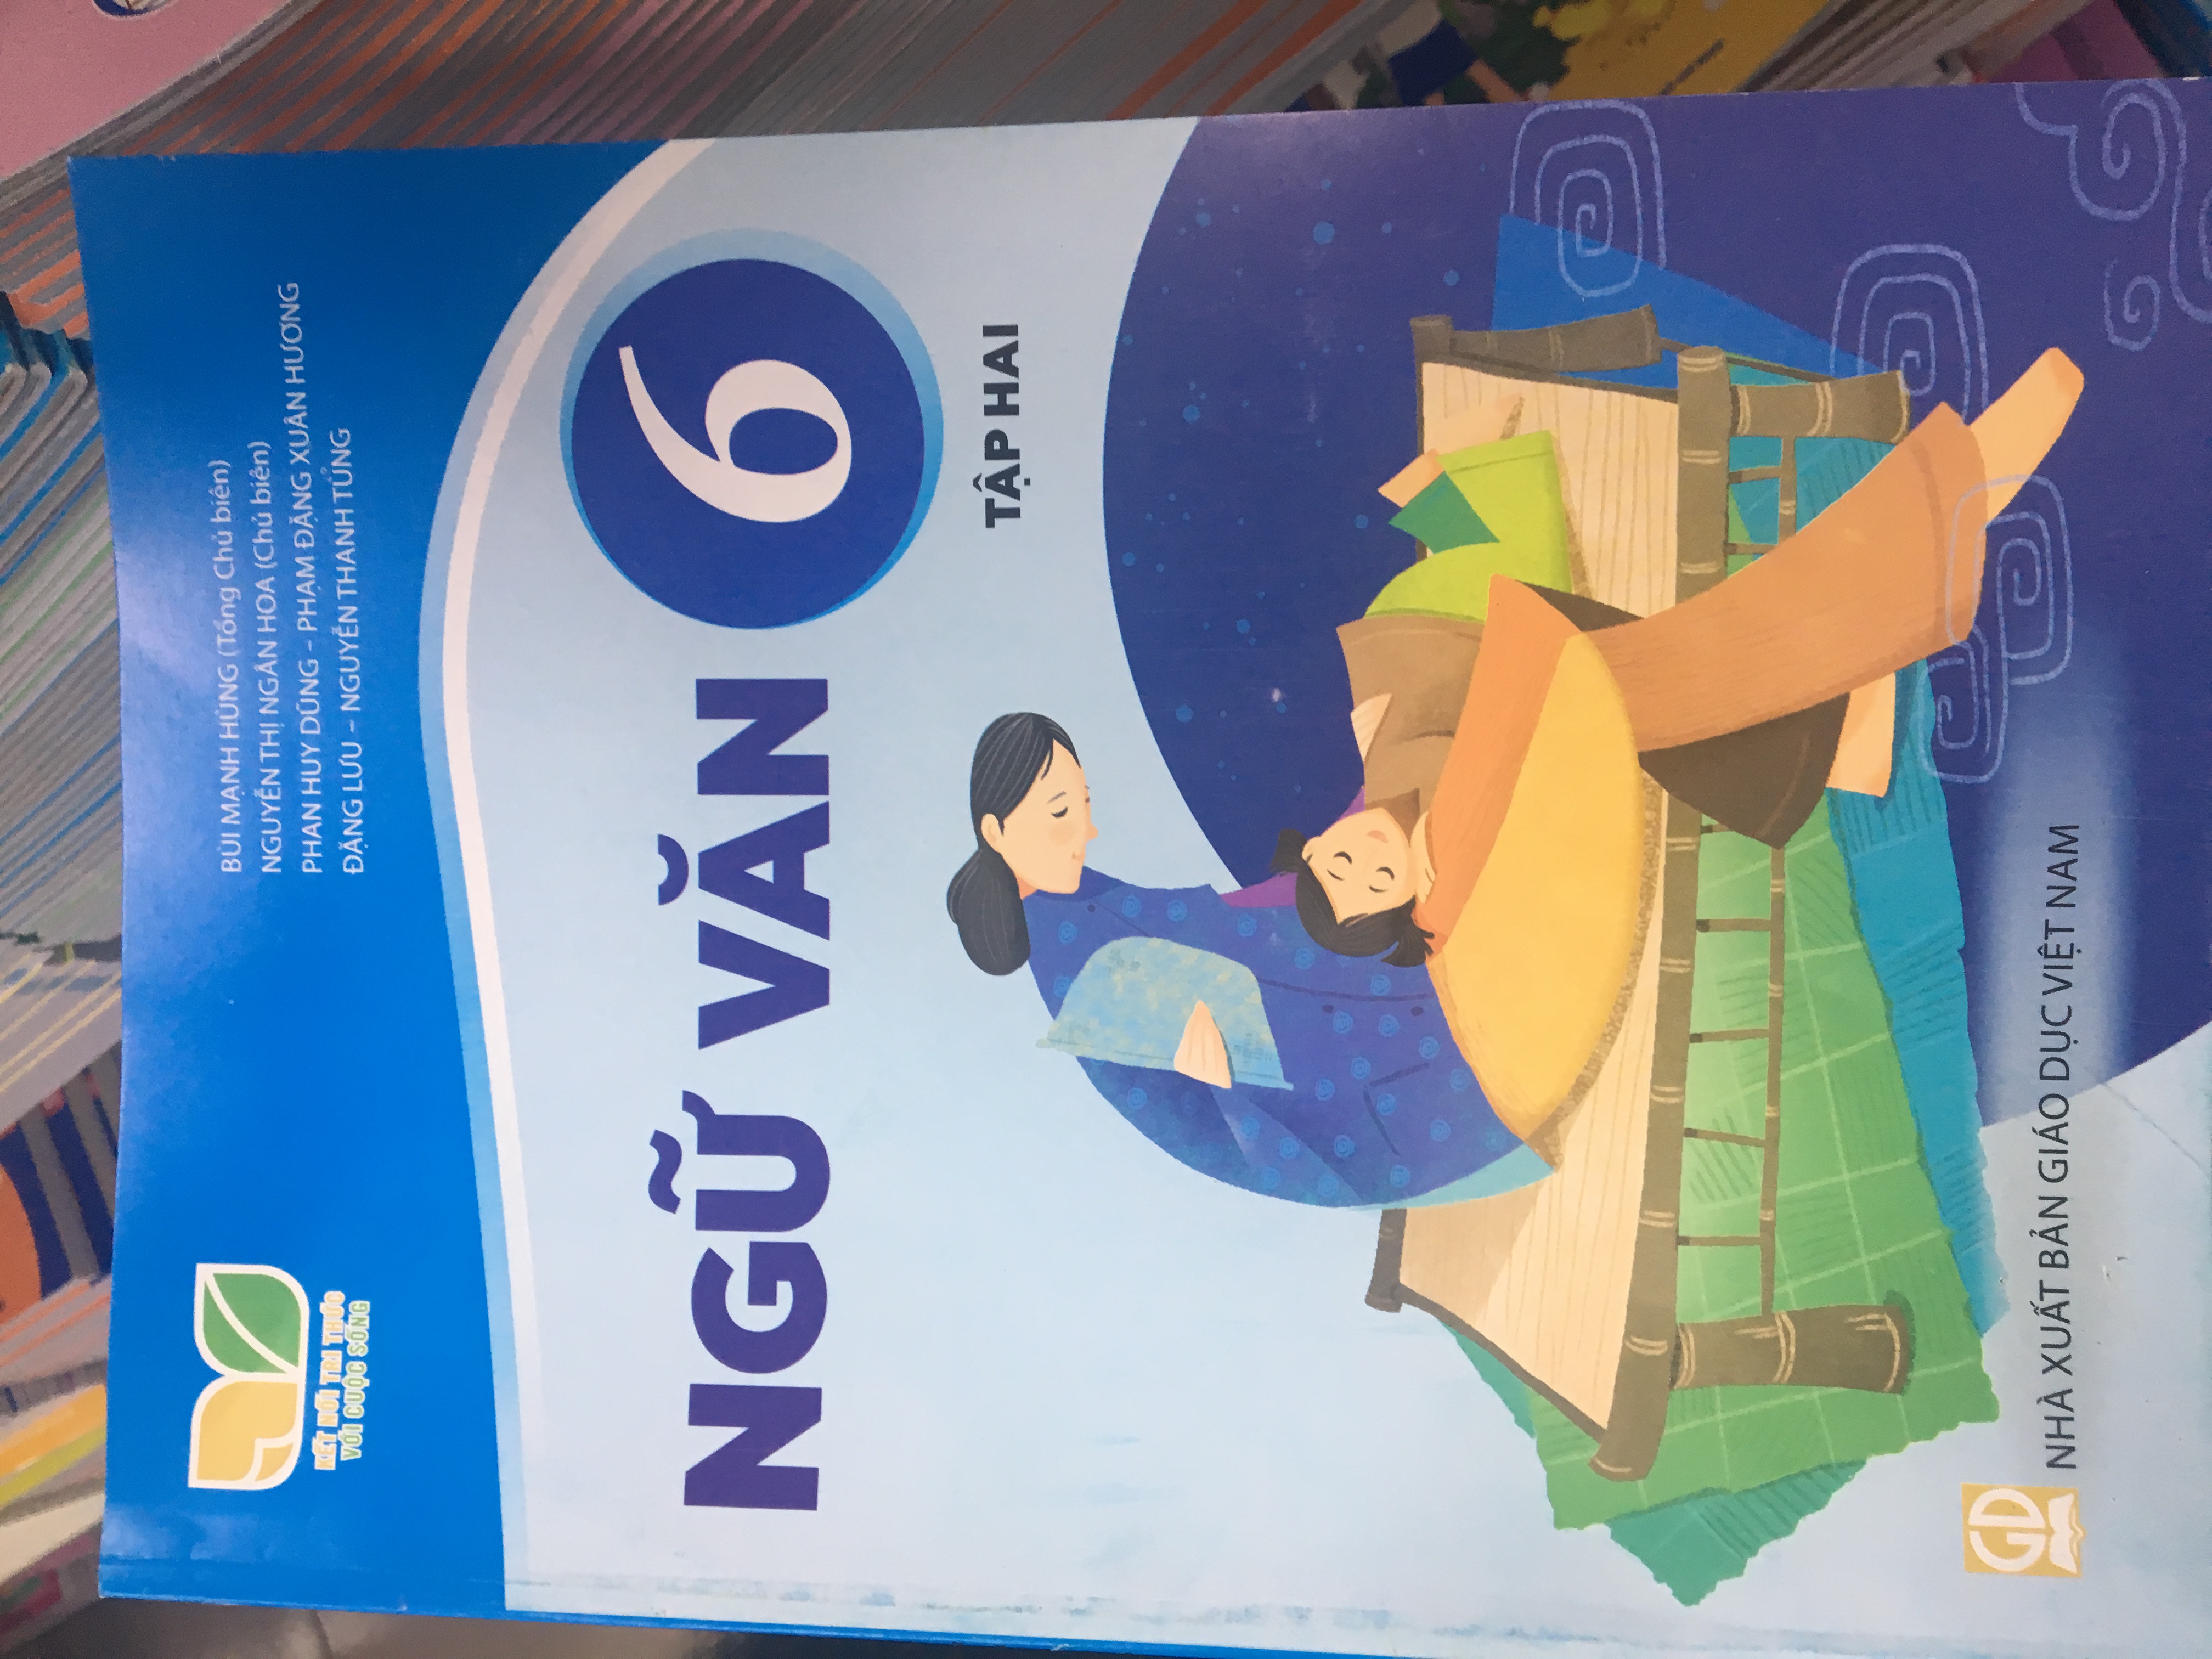 KẾT NỐI TRI THỨC
VỚI CUỘC SỐNG
BÙI MẠNH HÙNG (Tổng Chủ biên)
NGUYỄN THỊ NGÂN HOA (Chủ biên)
PHAN HUY DŨNG – PHẠM ĐẶNG XUÂN HƯƠNG
ĐẶNG LƯU – NGUYỄN THANH TÙNG
NGỮ VĂN 6
TẬP HAI
GD
NHÀ XUẤT BẢN GIÁO DỤC VIỆT NAM